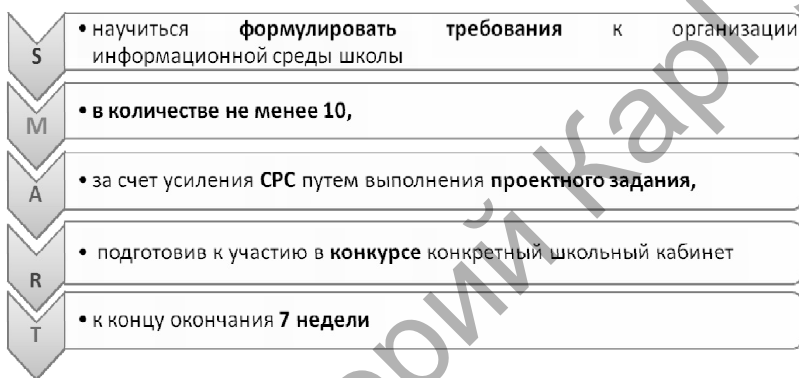 S
• научиться формулировать требования к организации
информационной среды школы
M
• в количестве не менее 10,
A
• за счет усиления СРС путем выполнения проектного задания,
R
• подготовив к участию в конкурсе конкретный школьный кабинет
T
• к концу окончания 7 недели